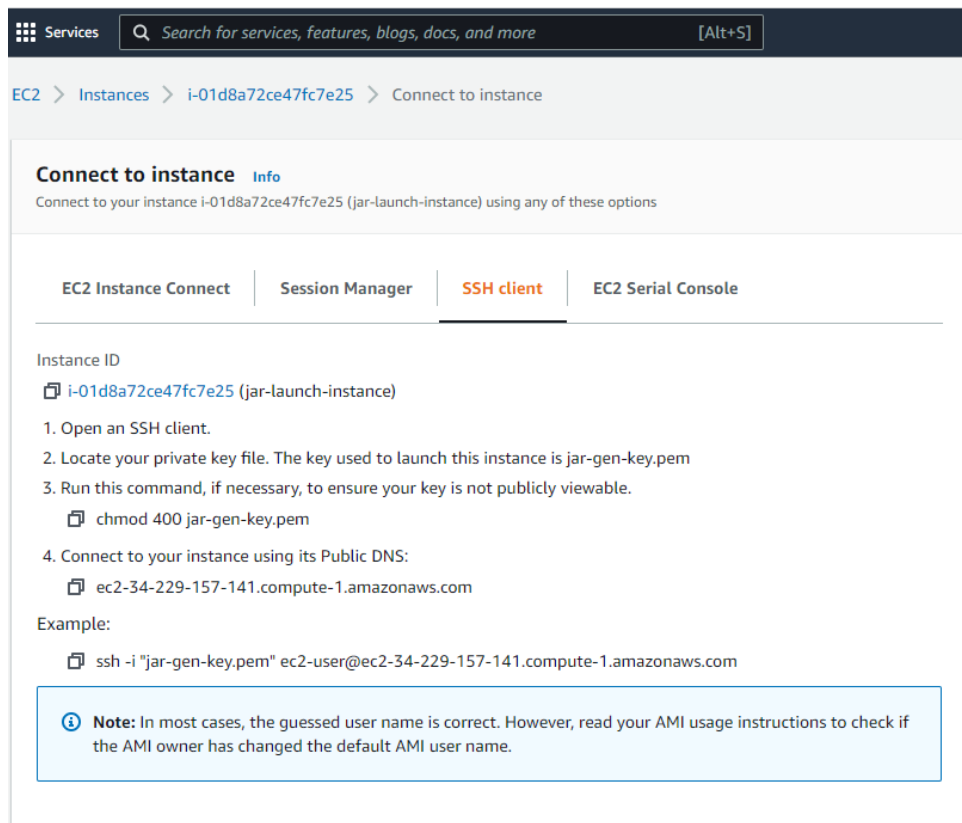 Services Search for services, features, blogs, docs, and more [Alt+S]
EC2 > Instances > i-01d8a72ce47fc7e25 > Connect to instance
Connect to instance Info
Connect to your instance i-01d8a72ce47fc7e25 (jar-launch-instance) using any of these options
EC2 Instance Connect Session Manager SSH client EC2 Serial Console
Instance ID
i-01d8a72ce47fc7e25 (jar-launch-instance)
1. Open an SSH client.
2. Locate your private key file. The key used to launch this instance is jar-gen-key.pem
3. Run this command, if necessary, to ensure your key is not publicly viewable.
chmod 400 jar-gen-key.pem
4. Connect to your instance using its Public DNS:
ec2-34-229-157-141.compute-1.amazonaws.com
Example:
ssh -i "jar-gen-key.pem" ec2-user@ec2-34-229-157-141.compute-1.amazonaws.com
Note: In most cases, the guessed user name is correct. However, read your AMI usage instructions to check if
the AMI owner has changed the default AMI user name.